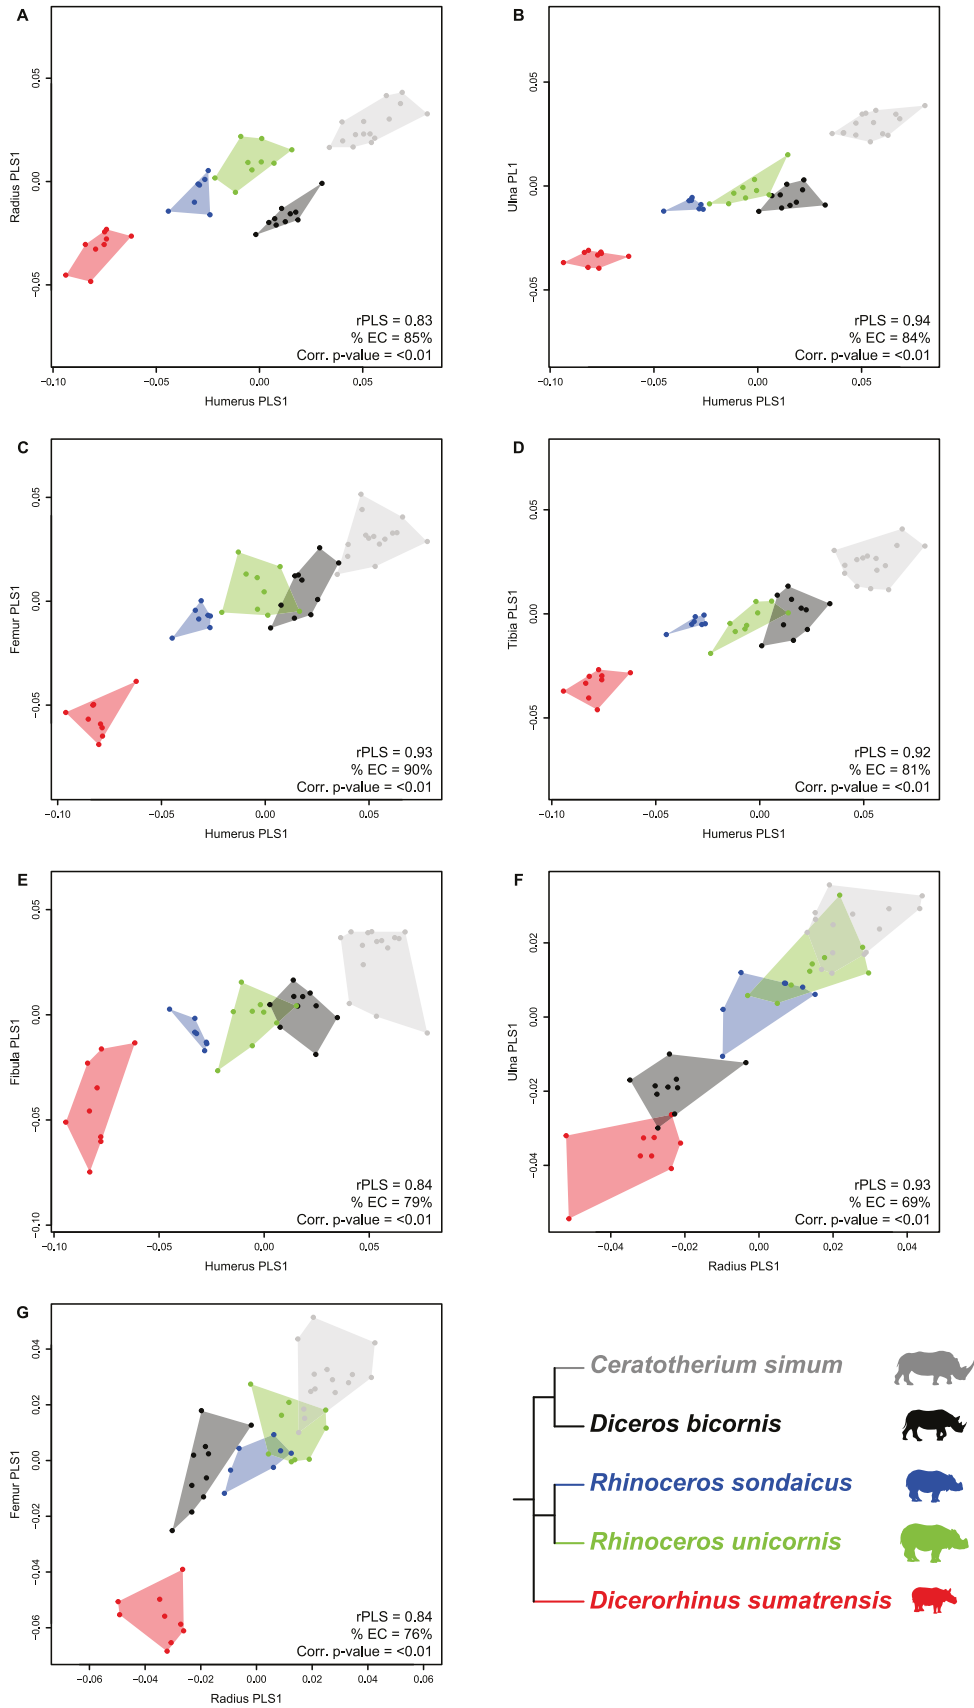 A
Radius PLS1
0.05
0.00
−0.05
rPLS = 0.83
% EC = 85%
Corr. p-value = <0.01
−0.10 −0.05 0.00 0.05
Humerus PLS1
B
Ulna PL1
0.05
0.00
−0.05
rPLS = 0.94
% EC = 84%
Corr. p-value = <0.01
−0.10 −0.05 0.00 0.05
Humerus PLS1
C
Femur PLS1
0.05
0.00
−0.05
rPLS = 0.93
% EC = 90%
Corr. p-value = <0.01
−0.10 −0.05 0.00 0.05
Humerus PLS1
D
Tibia PLS1
0.05
0.00
−0.05
rPLS = 0.92
% EC = 81%
Corr. p-value = <0.01
−0.10 −0.05 0.00 0.05
Humerus PLS1
E
Fibula PLS1
0.05
0.00
−0.05
−0.10
rPLS = 0.84
% EC = 79%
Corr. p-value = <0.01
−0.10 −0.05 0.00 0.05
Humerus PLS1
F
Ulna PLS1
0.02
0.00
−0.02
−0.04
rPLS = 0.93
% EC = 69%
Corr. p-value = <0.01
−0.04 −0.02 0.00 0.02 0.04
Radius PLS1
G
Femur PLS1
0.04
0.02
0.00
−0.02
−0.04
−0.06
rPLS = 0.84
% EC = 76%
Corr. p-value = <0.01
−0.06 −0.04 −0.02 0.00 0.02 0.04 0.06
Radius PLS1
Ceratotherium simum
Diceros bicornis
Rhinoceros sondaicus
Rhinoceros unicornis
Dicerorhinus sumatrensis